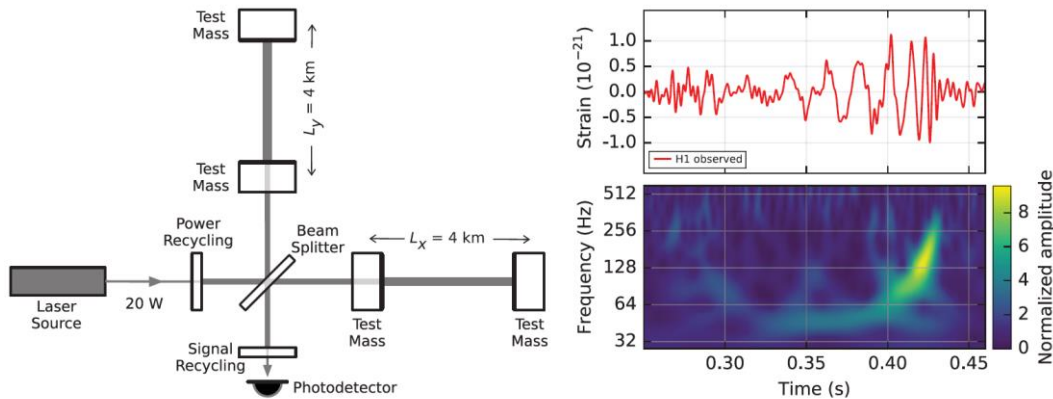 Test
Mass
L_y = 4 km
Test
Mass
Power
Recycling
Beam
Splitter
L_x = 4 km
Laser
Source
20 W
Test
Mass
Test
Mass
Signal
Recycling
Photodetector
Strain (10⁻²¹)
1.0
0.5
0.0
-0.5
-1.0
H1 observed
Frequency (Hz)
512
256
128
64
32
0.30
0.35
0.40
0.45
Time (s)
8
6
4
2
0
Normalized amplitude